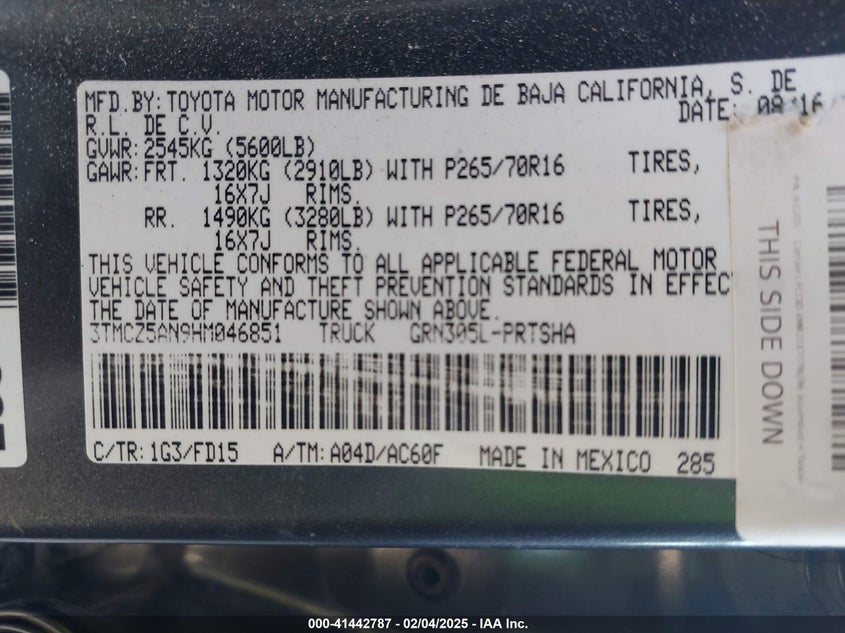 MFD.BY: TOYOTA MOTOR MANUFACTURING DE BAJA CALIFORNIA, S. DE
R.L. DE C.V.
DATE: 08 16
GVWR: 2545KG (5600LB)
GAWR: FRT. 1320KG (2910LB) WITH P265/70R16 TIRES,
16X7J RIMS.
RR. 1490KG (3280LB) WITH P265/70R16 TIRES,
16X7J RIMS.
THIS VEHICLE CONFORMS TO ALL APPLICABLE FEDERAL MOTOR
VEHICLE SAFETY AND THEFT PREVENTION STANDARDS IN EFFEC
THE DATE OF MANUFACTURE SHOWN ABOVE.
3TMCZ5AN9HM046851 TRUCK GRN305L-PRTSHA
C/TR: 1G3/FD15 A/TM: A04D/AC60F MADE IN MEXICO 285
THIS SIDE DOWN
000-41442787 - 02/04/2025 - IAA Inc.